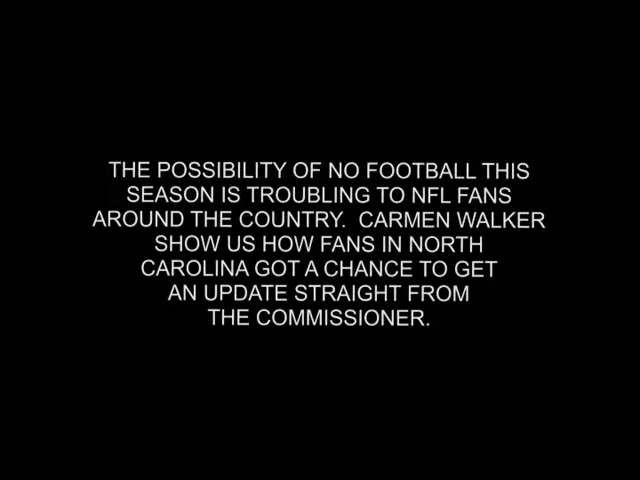 THE POSSIBILITY OF NO FOOTBALL THIS
SEASON IS TROUBLING TO NFL FANS
AROUND THE COUNTRY.  CARMEN WALKER
SHOW US HOW FANS IN NORTH
CAROLINA GOT A CHANCE TO GET
AN UPDATE STRAIGHT FROM
THE COMMISSIONER.